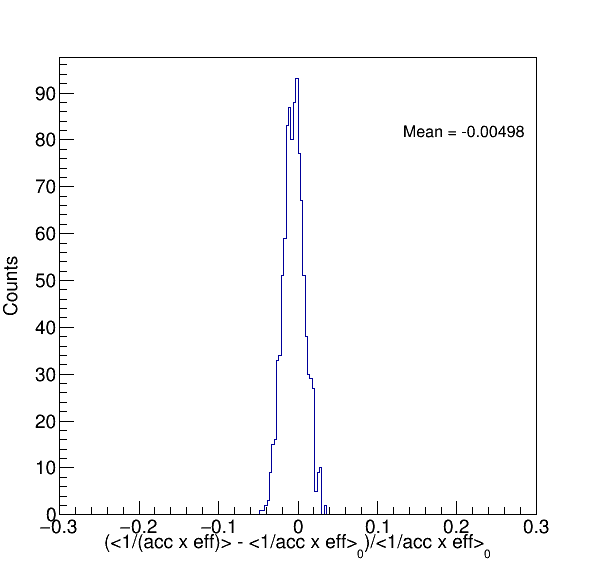 Mean = -0.00498
Counts
90
80
70
60
50
40
30
20
10
0
−0.3 −0.2 −0.1 0 0.1 0.2 0.3
(<1/(acc x eff)> - <1/acc x eff>₀)/<1/acc x eff>₀